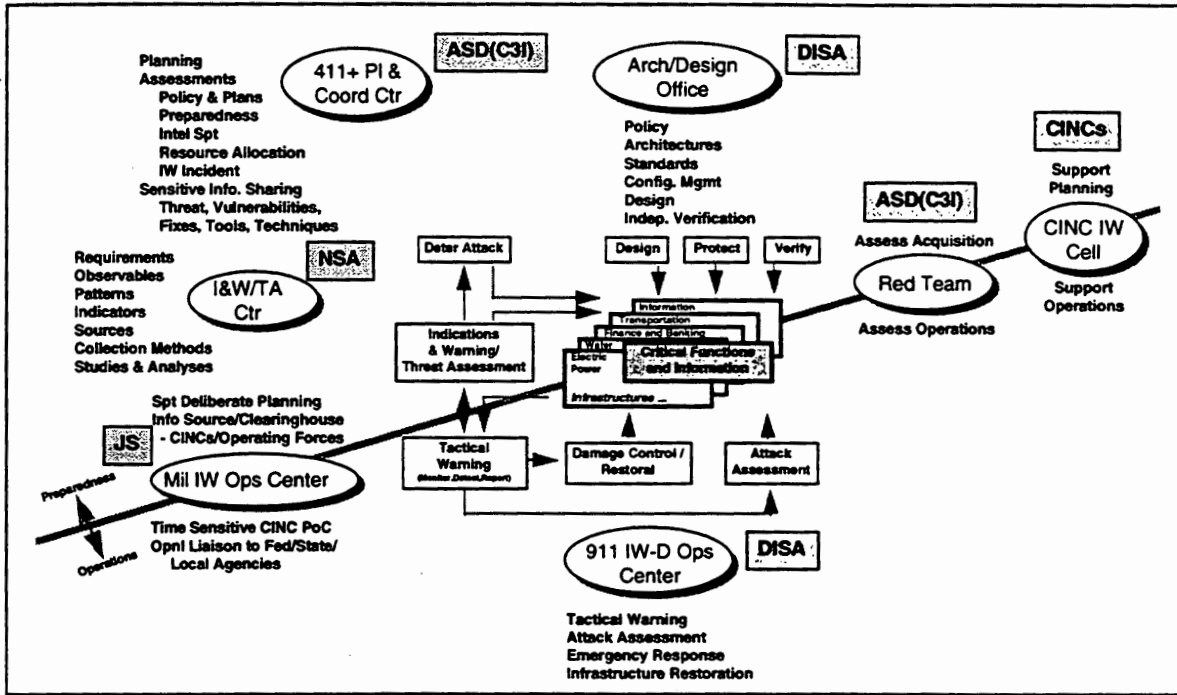 ASD(C3I)
411+ PI &
Coord Ctr
Planning
Assessments
Policy & Plans
Preparedness
Intel Spt
Resource Allocation
IW Incident
Sensitive Info. Sharing
Threat, Vulnerabilities,
Fixes, Tools, Techniques
DISA
Arch/Design
Office
Policy
Architectures
Standards
Config. Mgmt
Design
Indep. Verification
CINCs
Support
Planning
CINC IW
Cell
Support
Operations
ASD(C3I)
Assess Acquisition
Red Team
Assess Operations
NSA
I&W/TA
Ctr
Requirements
Observables
Patterns
Indicators
Sources
Collection Methods
Studies & Analyses
Deter Attack
Design
Protect
Verify
Indications
& Warning/
Threat Assessment
Information
Transportation
Finance and Banking
Water
Electric
Power
Critical Functions
and Information
Infrastructures ...
Spt Deliberate Planning
Info Source/Clearinghouse
- CINCs/Operating Forces
JS
Mil IW Ops Center
Time Sensitive CINC PoC
Opnl Liaison to Fed/State/
Local Agencies
Preparedness
Operations
Tactical
Warning
(Monitor,Detect,Report)
Damage Control /
Restoral
Attack
Assessment
911 IW-D Ops
Center
DISA
Tactical Warning
Attack Assessment
Emergency Response
Infrastructure Restoration